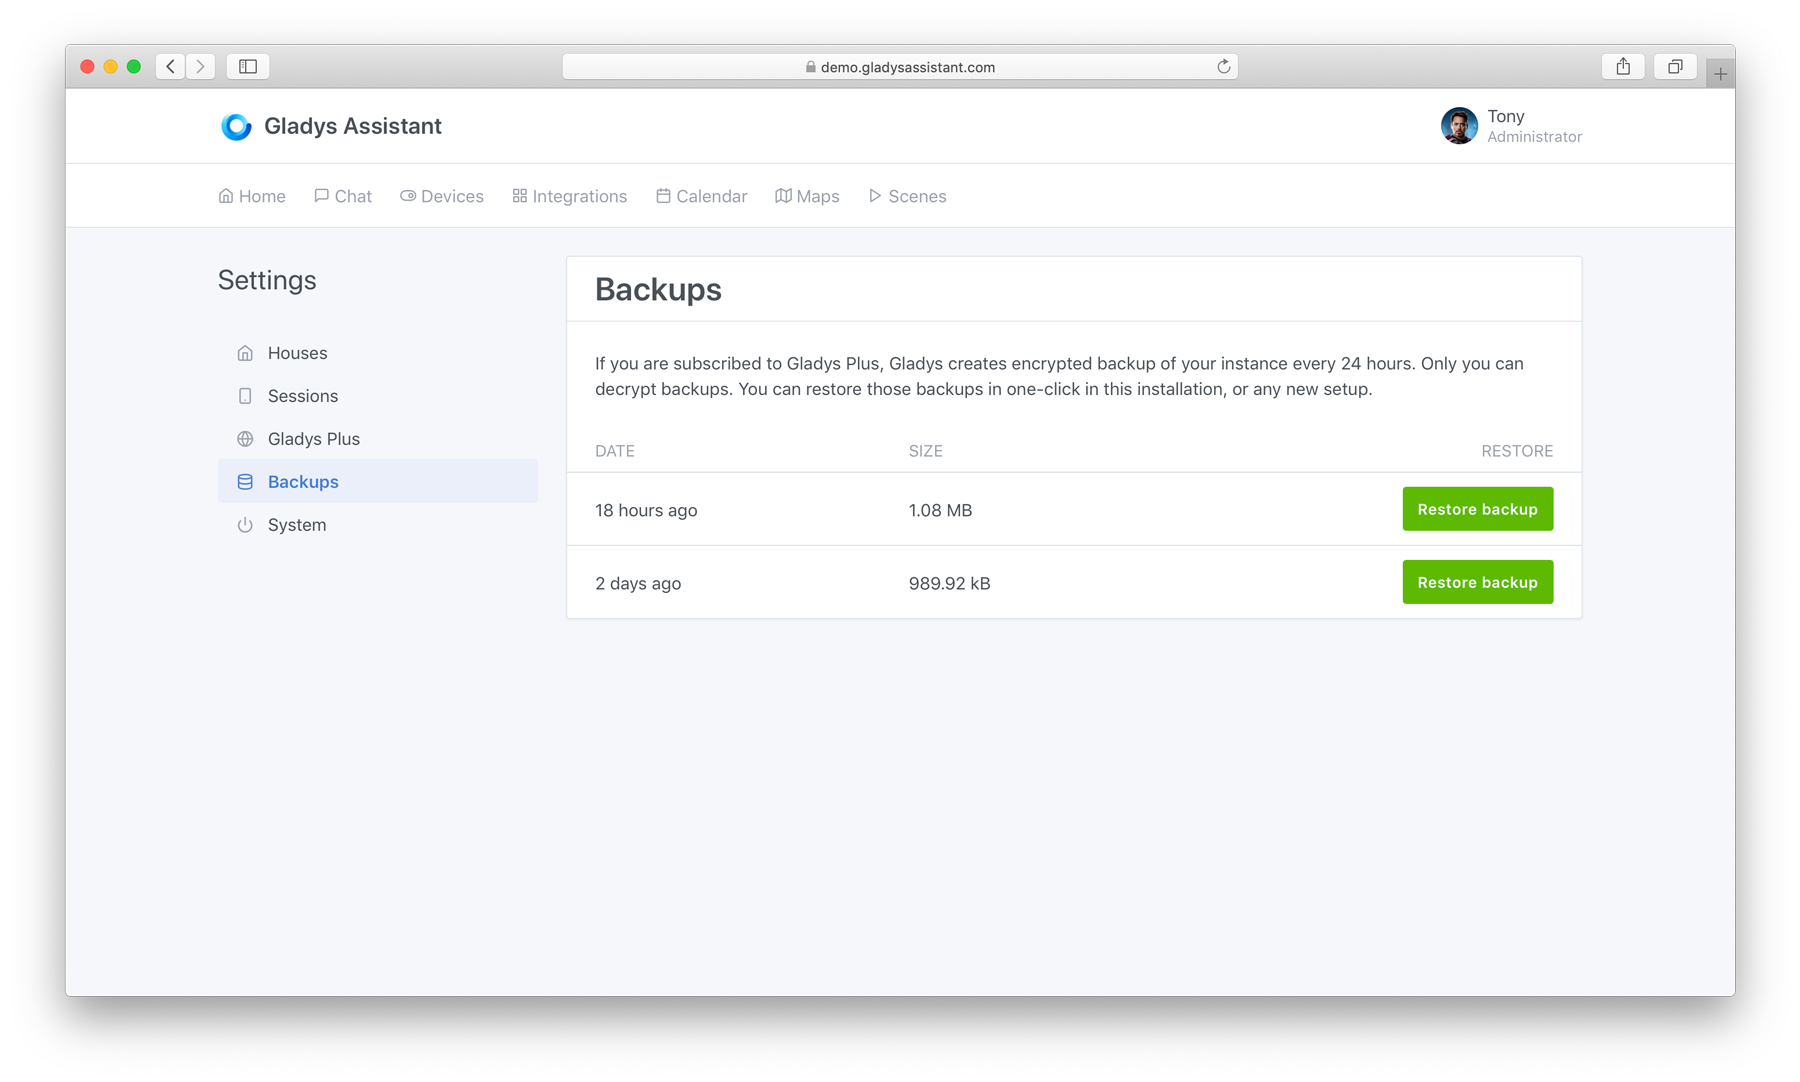 demo.gladysassistant.com
Gladys Assistant
Tony
Administrator
Home Chat Devices Integrations Calendar Maps Scenes
Settings
Houses
Sessions
Gladys Plus
Backups
System
Backups
If you are subscribed to Gladys Plus, Gladys creates encrypted backup of your instance every 24 hours. Only you can
decrypt backups. You can restore those backups in one-click in this installation, or any new setup.
DATE SIZE RESTORE
18 hours ago 1.08 MB Restore backup
2 days ago 989.92 kB Restore backup